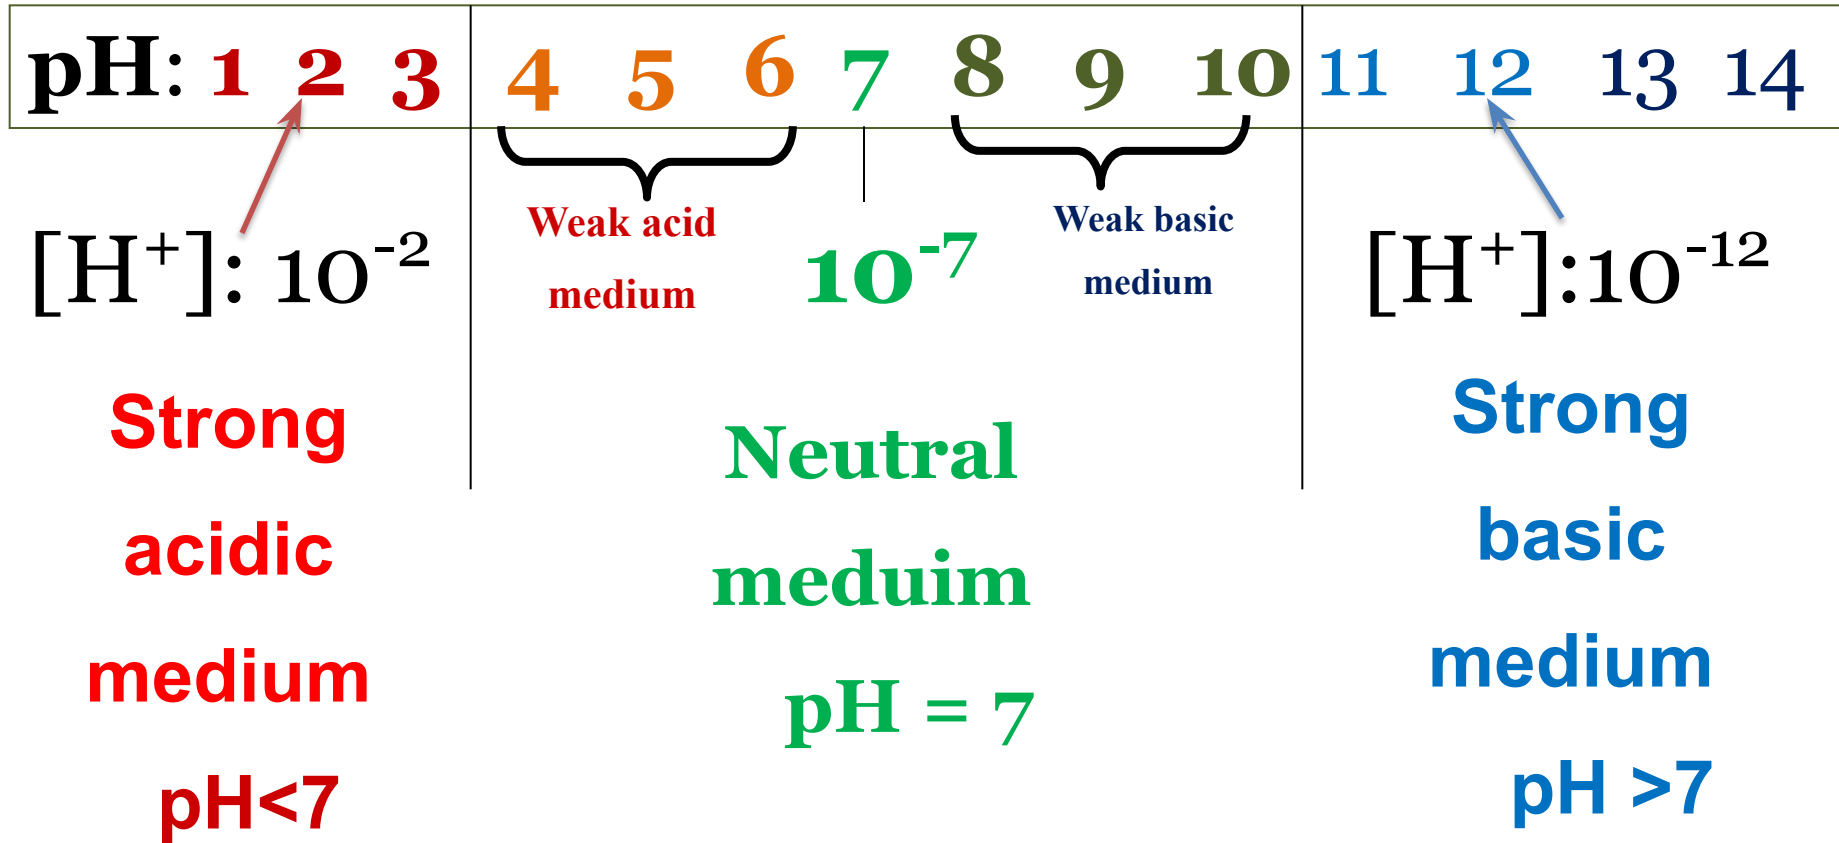 pH: 1 2 3 4 5 6 7 8 9 10 11 12 13 14
[H⁺]: 10⁻²
Weak acid
medium
10⁻⁷
Weak basic
medium
[H⁺]:10⁻¹²
Strong
acidic
medium
pH<7
Neutral
meduim
pH = 7
Strong
basic
medium
pH >7